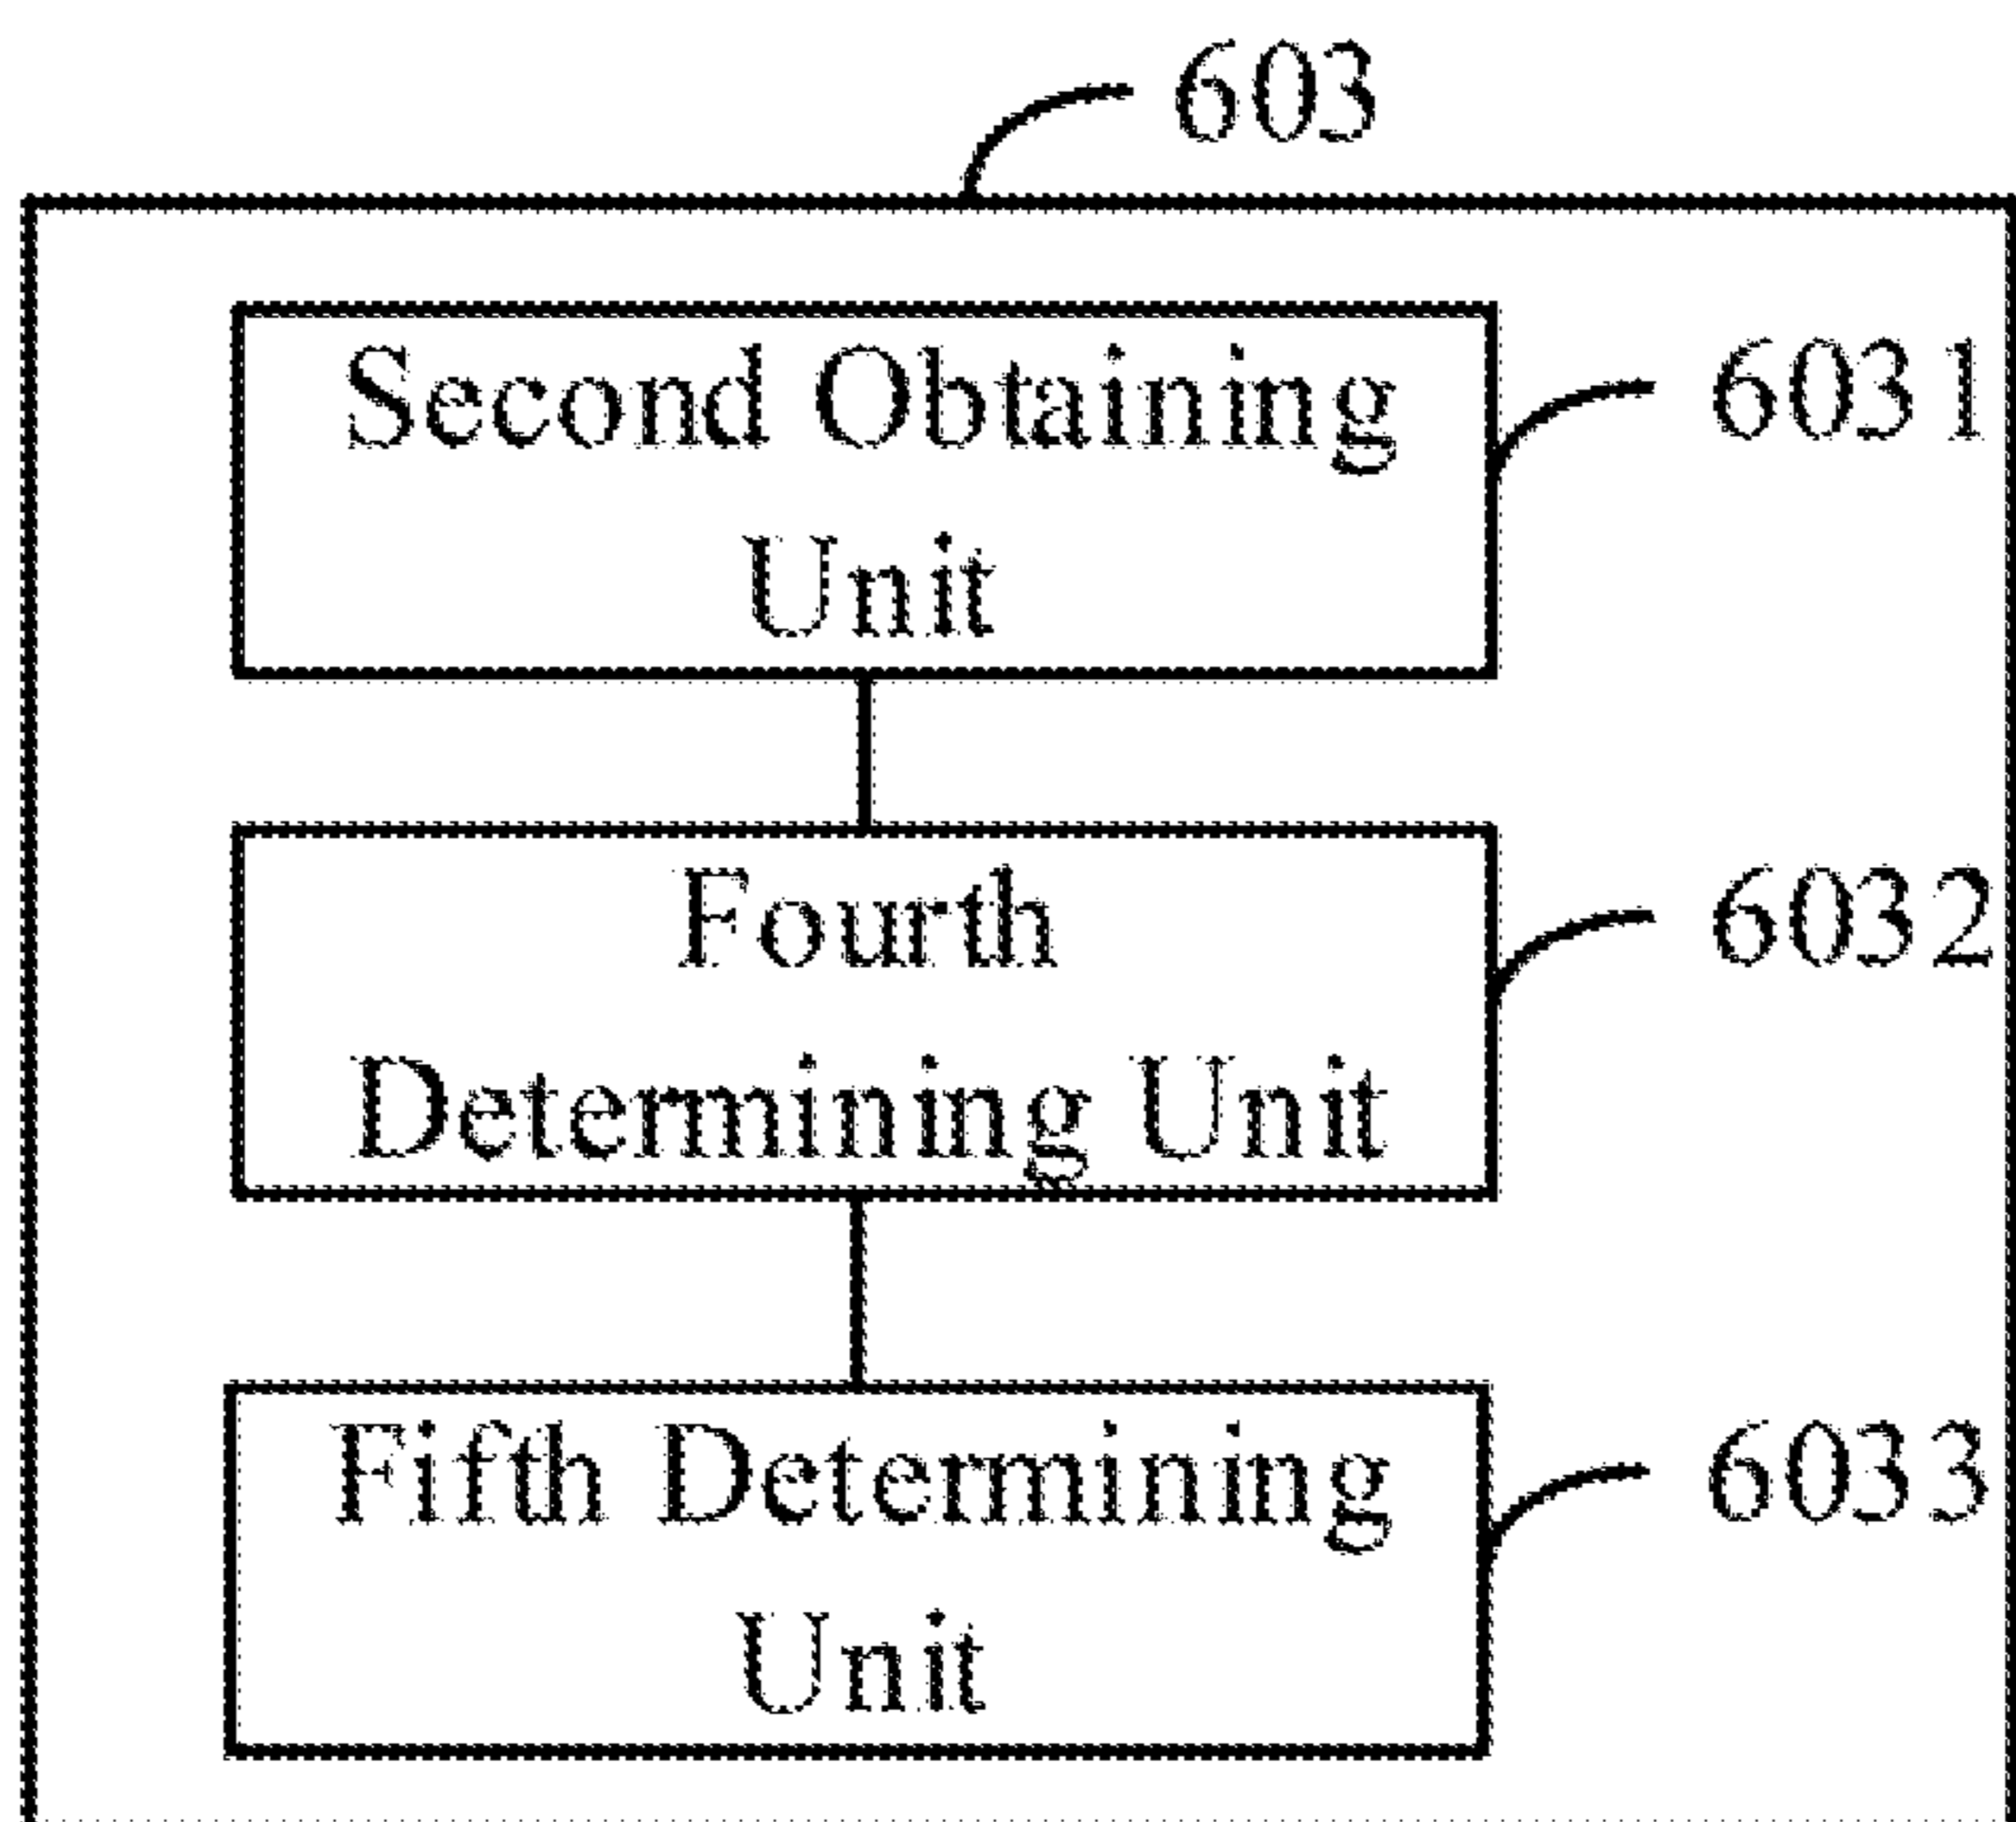 603
Second Obtaining
Unit
6031
Fourth
Determining Unit
6032
Fifth Determining
Unit
6033